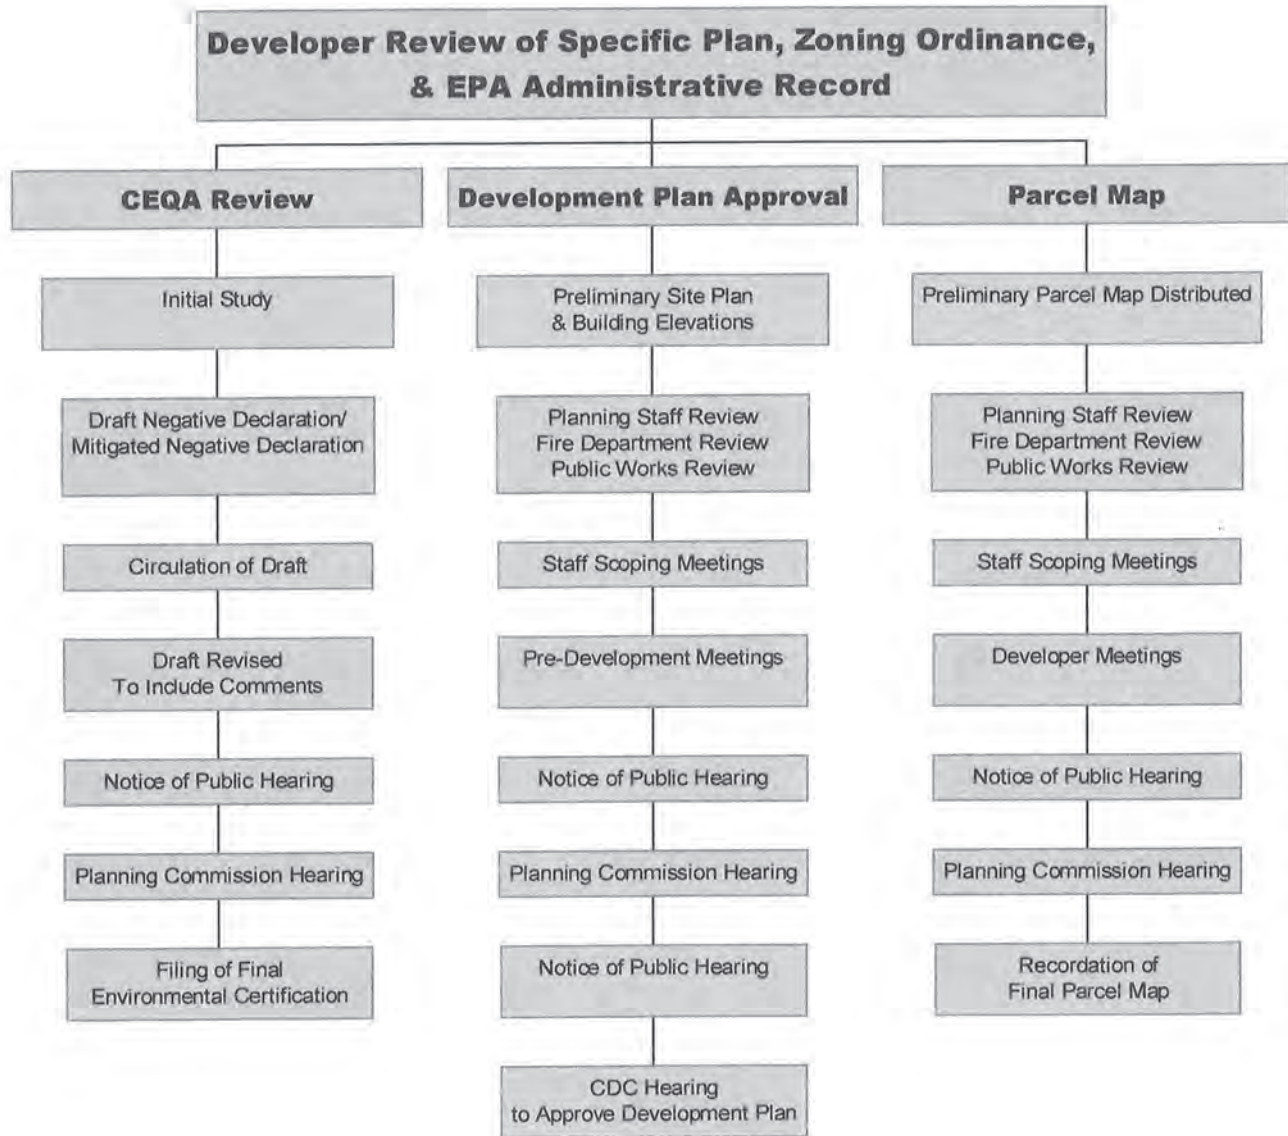 Developer Review of Specific Plan, Zoning Ordinance,
& EPA Administrative Record
CEQA Review
Initial Study
Draft Negative Declaration/
Mitigated Negative Declaration
Circulation of Draft
Draft Revised
To Include Comments
Notice of Public Hearing
Planning Commission Hearing
Filing of Final
Environmental Certification
Development Plan Approval
Preliminary Site Plan
& Building Elevations
Planning Staff Review
Fire Department Review
Public Works Review
Staff Scoping Meetings
Pre-Development Meetings
Notice of Public Hearing
Planning Commission Hearing
Notice of Public Hearing
CDC Hearing
to Approve Development Plan
Parcel Map
Preliminary Parcel Map Distributed
Planning Staff Review
Fire Department Review
Public Works Review
Staff Scoping Meetings
Developer Meetings
Notice of Public Hearing
Planning Commission Hearing
Recordation of
Final Parcel Map